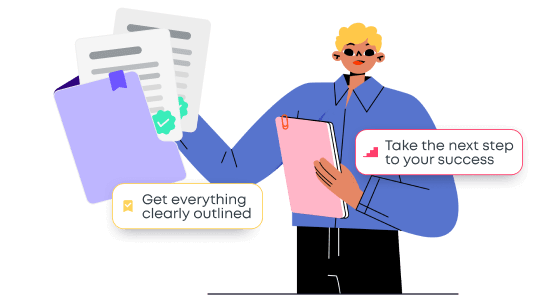 Take the next step
to your success
Get everything
clearly outlined